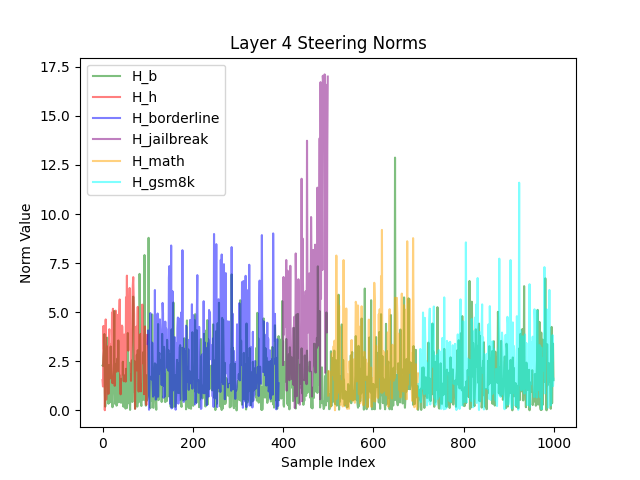 Layer 4 Steering Norms
17.5
15.0
12.5
10.0
7.5
5.0
2.5
0.0
Norm Value
H_b
H_h
H_borderline
H_jailbreak
H_math
H_gsm8k
0 200 400 600 800 1000
Sample Index